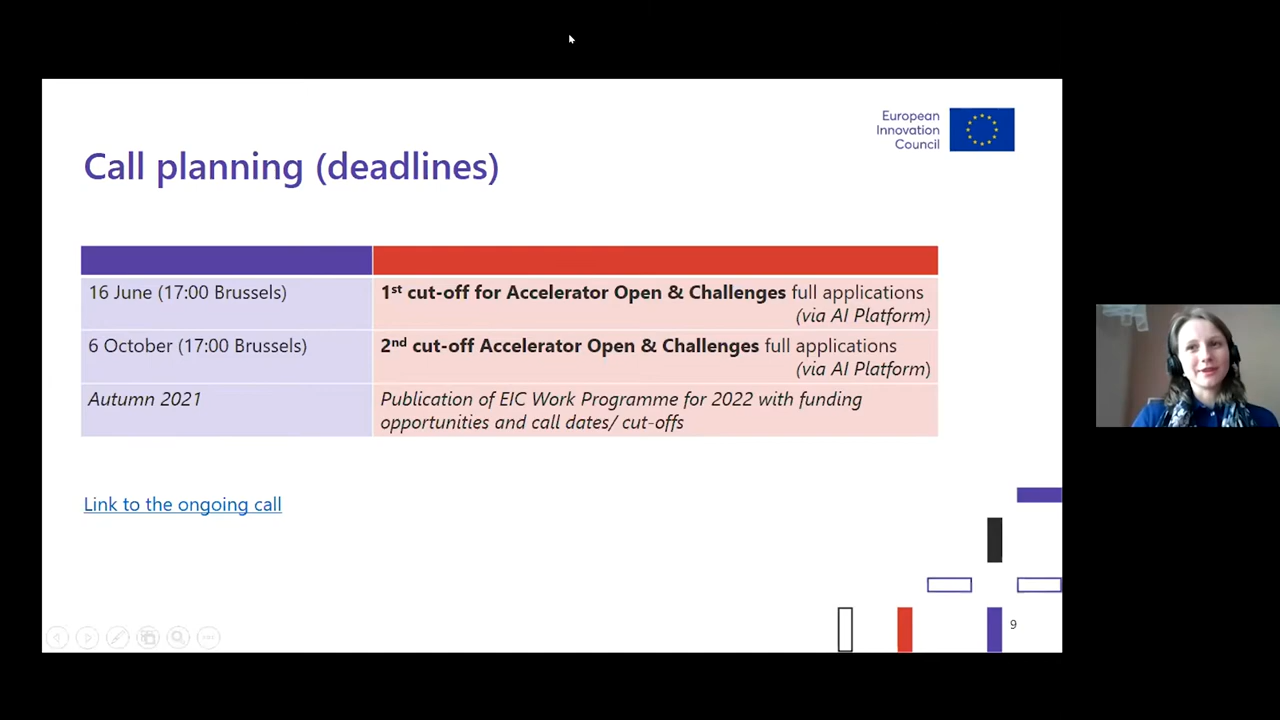 European
Innovation
Council
Call planning (deadlines)
16 June (17:00 Brussels)
1st cut-off for Accelerator Open & Challenges full applications
(via AI Platform)
6 October (17:00 Brussels)
2nd cut-off Accelerator Open & Challenges full applications
(via AI Platform)
Autumn 2021
Publication of EIC Work Programme for 2022 with funding
opportunities and call dates/ cut-offs
Link to the ongoing call
9